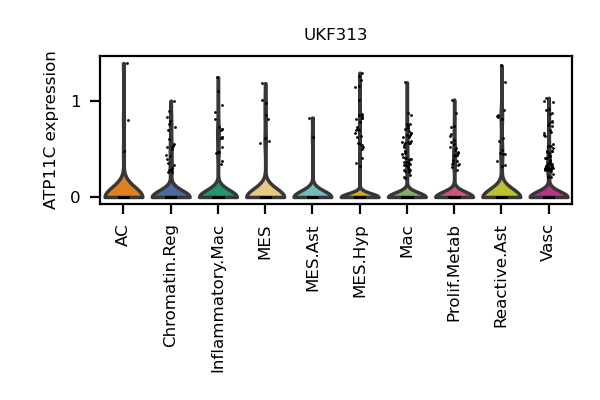 UKF313
ATP11C expression
1
0
AC
Chromatin.Reg
Inflammatory.Mac
MES
MES.Ast
MES.Hyp
Mac
Prolif.Metab
Reactive.Ast
Vasc